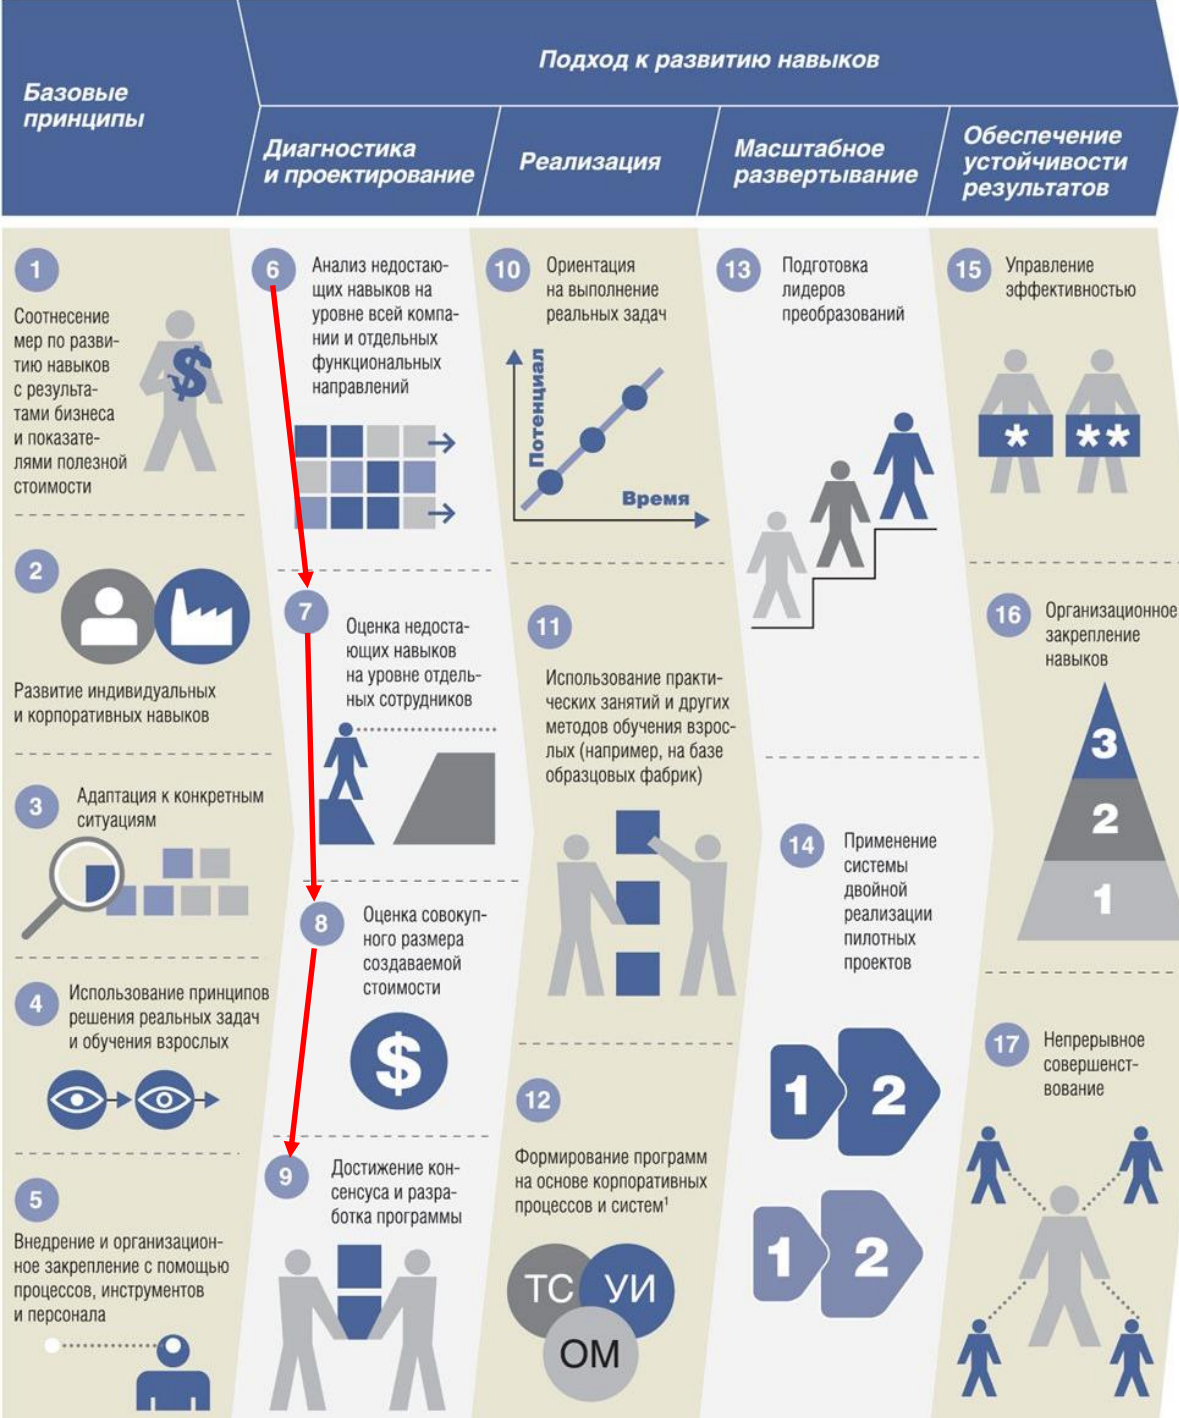 Базовые
принципы
Подход к развитию навыков
Диагностика
и проектирование
Реализация
Масштабное
развертывание
Обеспечение
устойчивости
результатов
1
Соотнесение
мер по разви-
тию навыков
с результа-
тами бизнеса
и показате-
лями полезной
стоимости
$
2
Развитие индивидуальных
и корпоративных навыков
3
Адаптация к конкретным
ситуациям
4
Использование принципов
решения реальных задач
и обучения взрослых
5
Внедрение и организацион-
ное закрепление с помощью
процессов, инструментов
и персонала
6
Анализ недостаю-
щих навыков на
уровне всей компа-
нии и отдельных
функциональных
направлений
7
Оценка недоста-
ющих навыков
на уровне отдель-
ных сотрудников
8
Оценка совокуп-
ного размера
создаваемой
стоимости
$
9
Достижение кон-
сенсуса и разра-
ботка программы
10
Ориентация
на выполнение
реальных задач
Потенциал
Время
11
Использование практи-
ческих занятий и других
методов обучения взрос-
лых (например, на базе
образцовых фабрик)
12
Формирование программ
на основе корпоративных
процессов и систем¹
ТС УИ
ОМ
13
Подготовка
лидеров
преобразований
14
Применение
системы
двойной
реализации
пилотных
проектов
1 2
1 2
15
Управление
эффективностью
* **
16
Организационное
закрепление
навыков
3
2
1
17
Непрерывное
совершенст-
вование